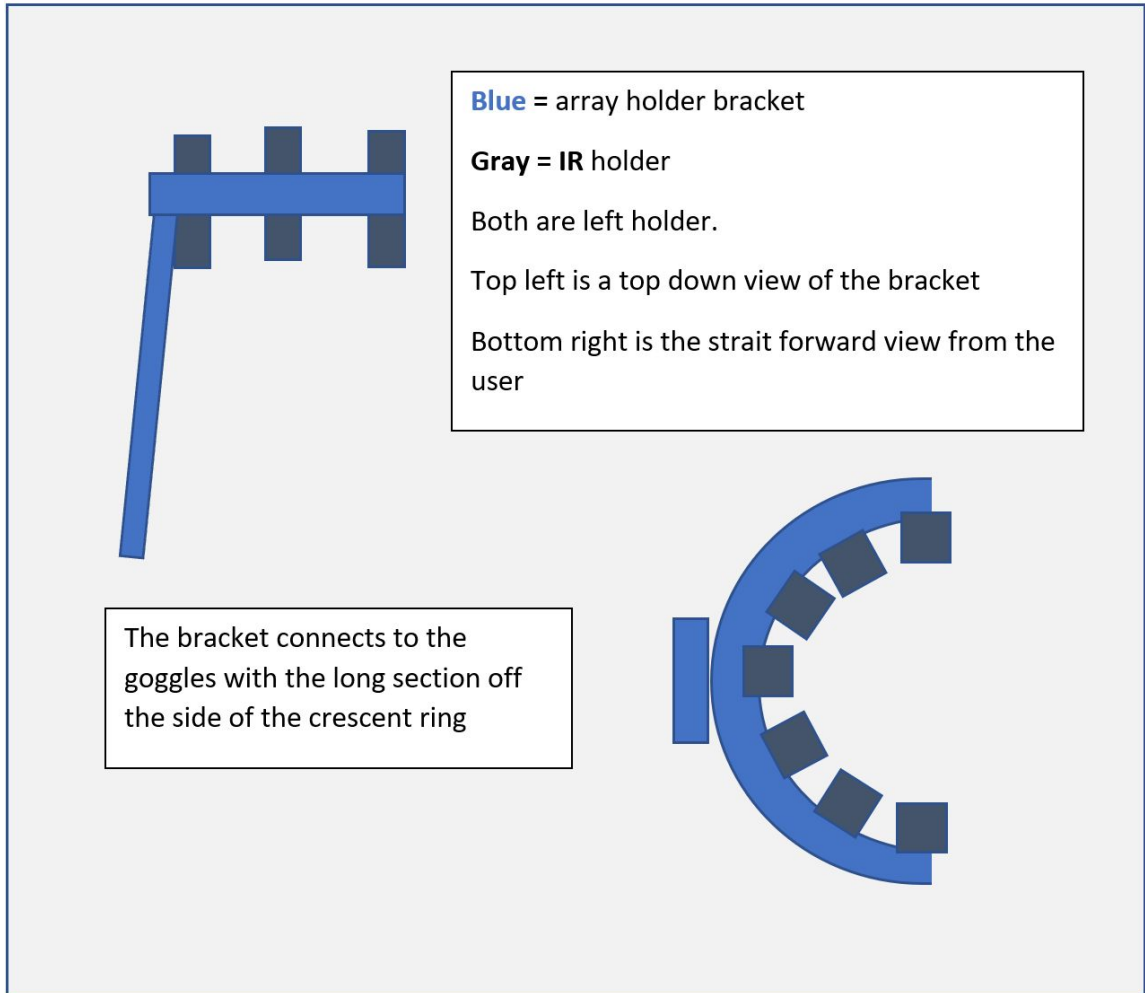 Blue = array holder bracket
Gray = IR holder
Both are left holder.
Top left is a top down view of the bracket
Bottom right is the strait forward view from the
user
The bracket connects to the
goggles with the long section off
the side of the crescent ring